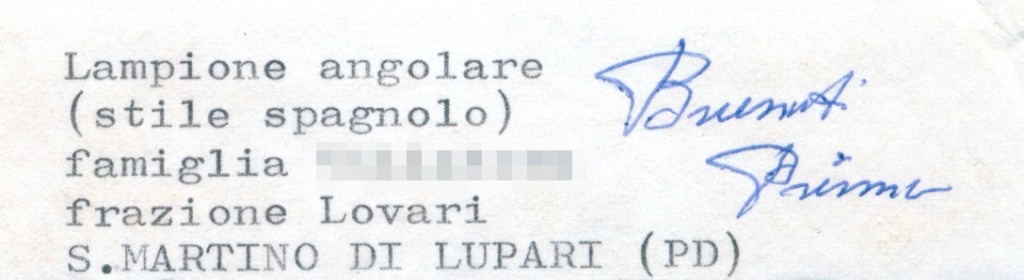 Lampione angolare
(stile spagnolo)
famiglia
frazione Lovari
S.MARTINO DI LUPARI (PD)
Primo